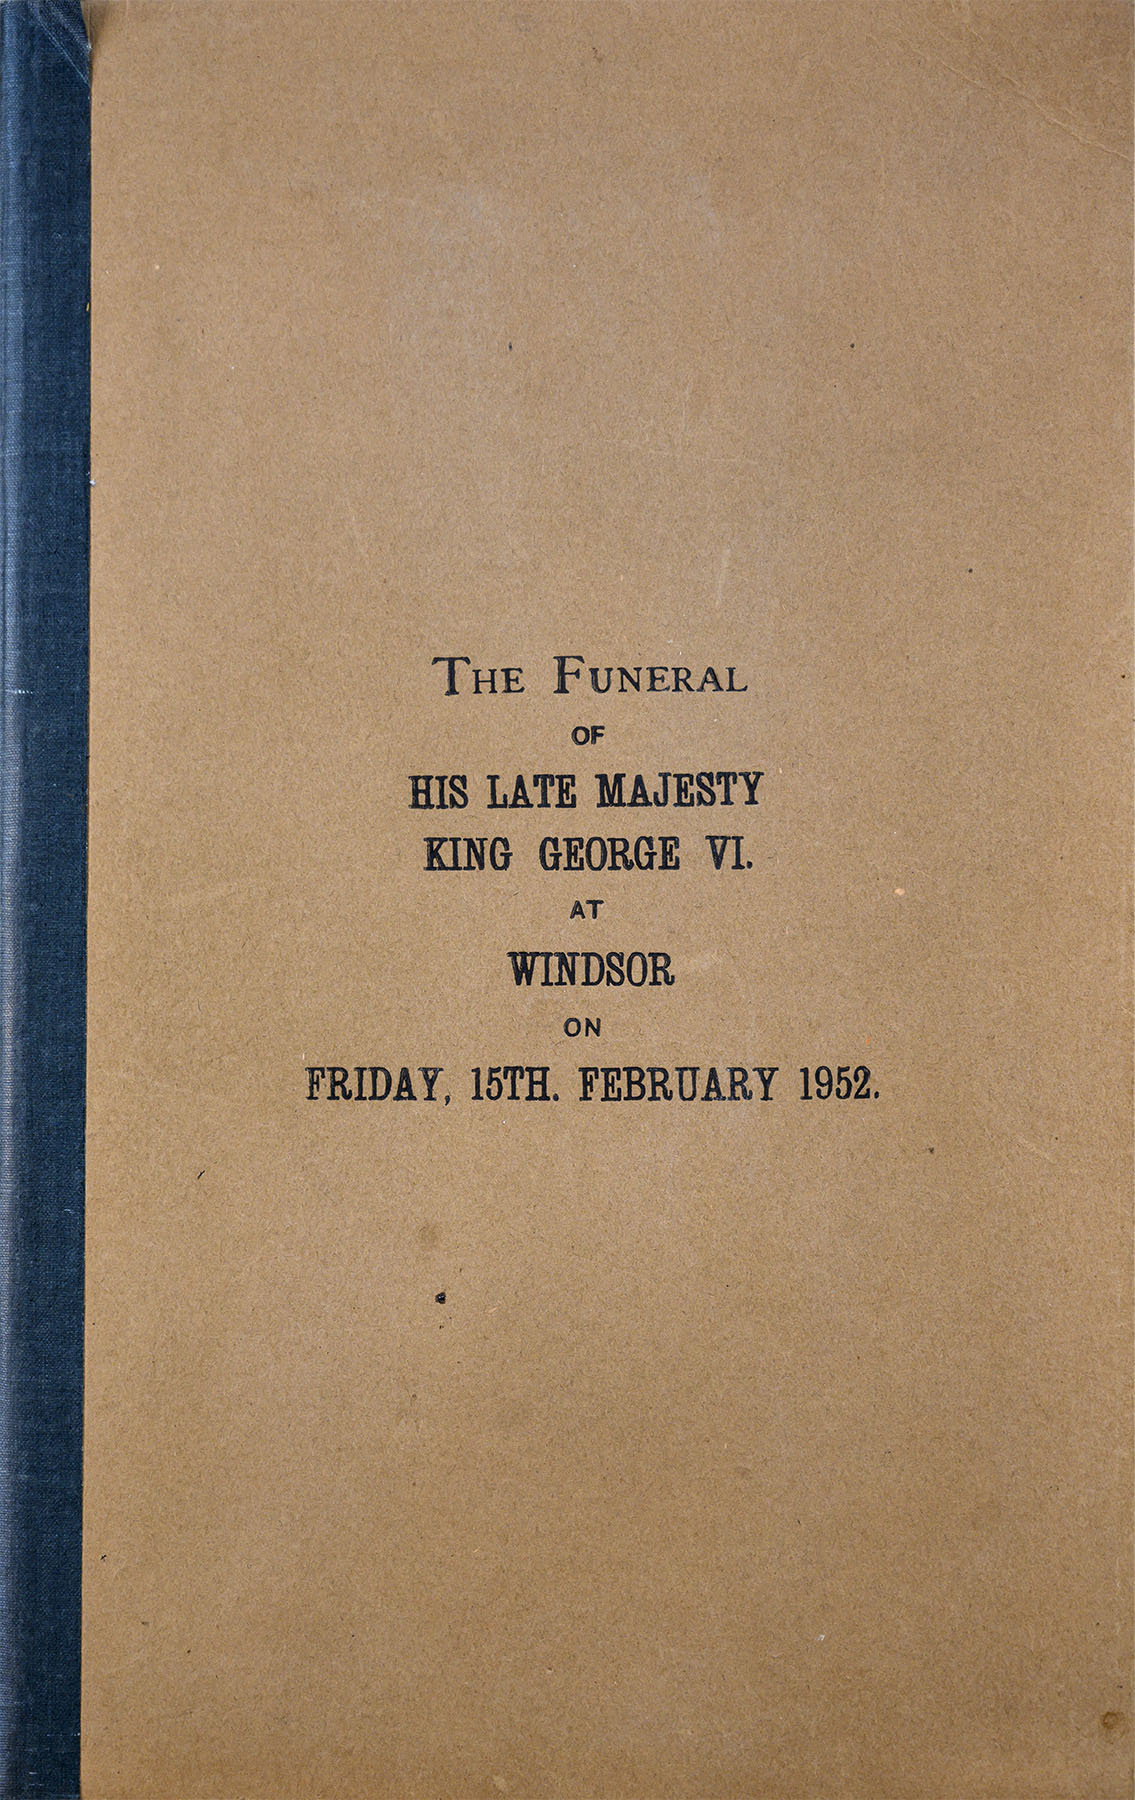 The Funeral
OF
HIS LATE MAJESTY
KING GEORGE VI.
AT
WINDSOR
ON
FRIDAY, 15TH. FEBRUARY 1952.